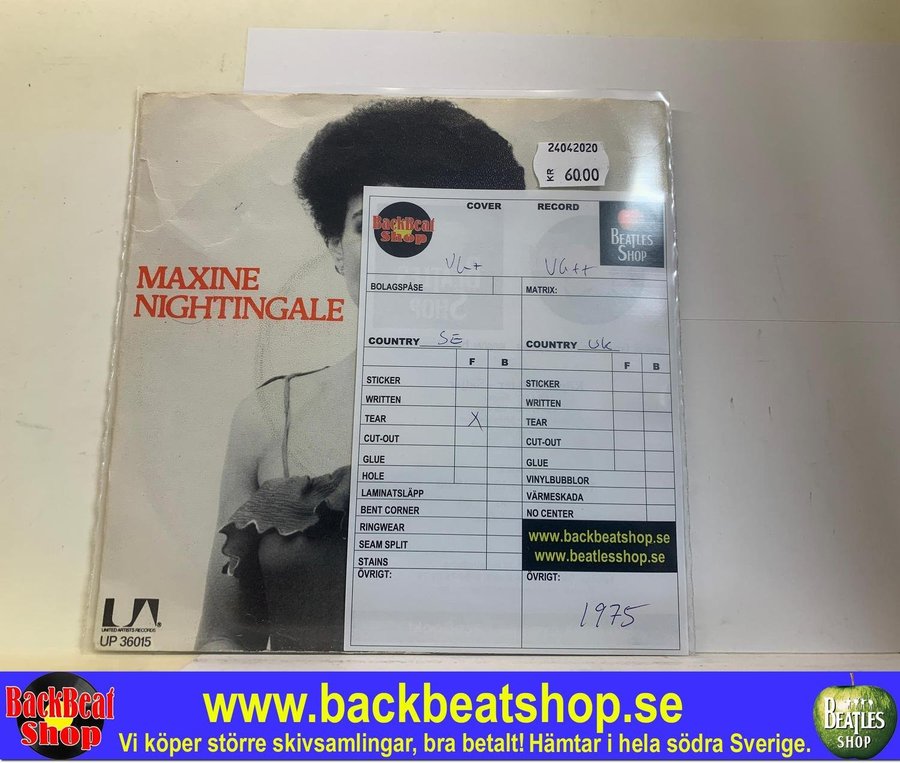 24042020
KR 60.00
MAXINE
NIGHTINGALE
UNITED ARTISTS RECORDS
UP 36015
BackBeat
Shop
COVER RECORD
BEATLES
SHOP
VG+ VG++
BOLAGSPÅSE MATRIX:
COUNTRY SE COUNTRY UK
F B F B
STICKER STICKER
WRITTEN WRITTEN
TEAR X TEAR
CUT-OUT CUT-OUT
GLUE GLUE
HOLE VINYLBUBBLOR
LAMINATSLÄPP VÄRMESKADA
BENT CORNER NO CENTER
RINGWEAR
SEAM SPLIT
STAINS
www.backbeatshop.se
www.beatlesshop.se
ÖVRIGT: ÖVRIGT:
1975
BackBeat
Shop
www.backbeatshop.se
Vi köper större skivsamlingar, bra betalt! Hämtar i hela södra Sverige.
BEATLES
SHOP